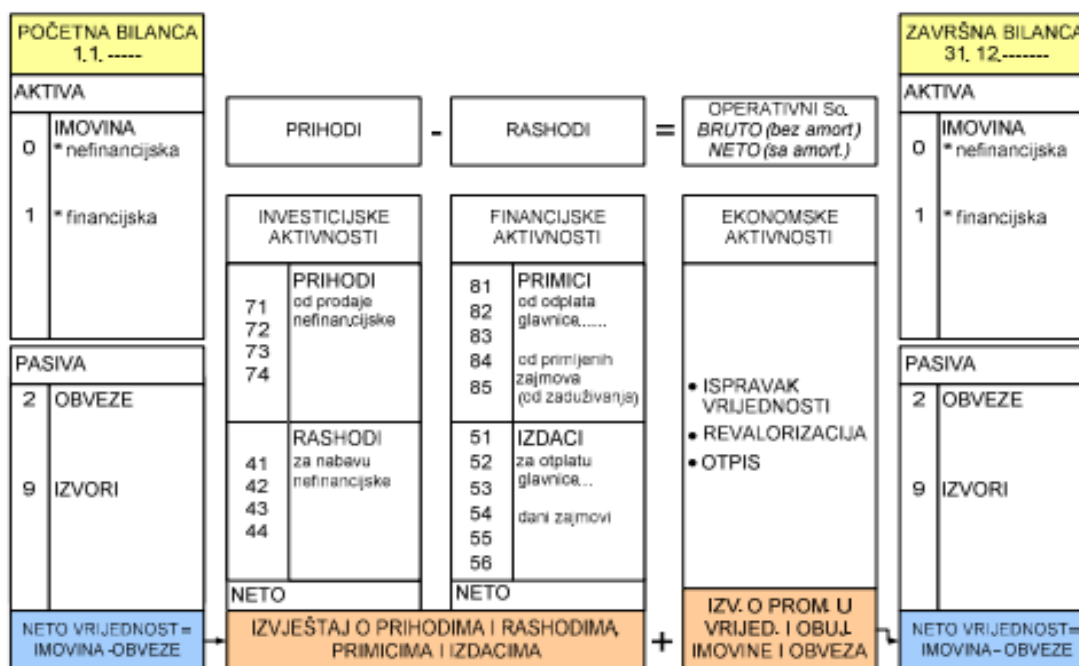 POČETNA BILANCA
1.1. -----
AKTIVA
0 IMOVINA
* nefinancijska
1 * financijska
PASIVA
2 OBVEZE
9 IZVORI
NETO VRIJEDNOST=
IMOVINA -OBVEZE
PRIHODI
-
RASHODI
=
OPERATIVNI So.
BRUTO (bez amort)
NETO (sa amort.)
INVESTICIJSKE
AKTIVNOSTI
71
72
73
74
PRIHODI
od prodaje
nefinancijske
41
42
43
44
RASHODI
za nabavu
nefinancijske
NETO
FINANCIJSKE
AKTIVNOSTI
81
82
83
84
85
PRIMICI
od odplata
glavnice......
od primljenih
zajmova
(od zaduživanja)
51
52
53
54
55
56
IZDACI
za otplatu
glavnice...
dani zajmovi
NETO
IZVJEŠTAJ O PRIHODIMA I RASHODIMA,
PRIMICIMA I IZDACIMA
+
EKONOMSKE
AKTIVNOSTI
• ISPRAVAK
VRIJEDNOSTI
• REVALORIZACIJA
• OTPIS
IZV. O PROM. U
VRIJED. I OBUJ.
IMOVINE I OBVEZA
ZAVRŠNA BILANCA
31. 12.-------
AKTIVA
0 IMOVINA
* nefinancijska
1 * financijska
PASIVA
2 OBVEZE
9 IZVORI
NETO VRIJEDNOST=
IMOVINA- OBVEZE